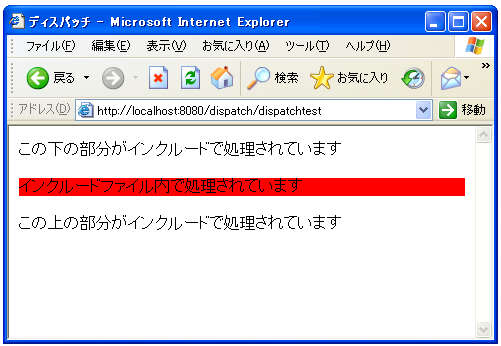 ディスパッチ - Microsoft Internet Explorer
ファイル(F) 編集(E) 表示(V) お気に入り(A) ツール(T) ヘルプ(H)
戻る 検索 お気に入り
アドレス(D) http://localhost:8080/dispatch/dispatchtest 移動
この下の部分がインクルードで処理されています
インクルードファイル内で処理されています
この上の部分がインクルードで処理されています